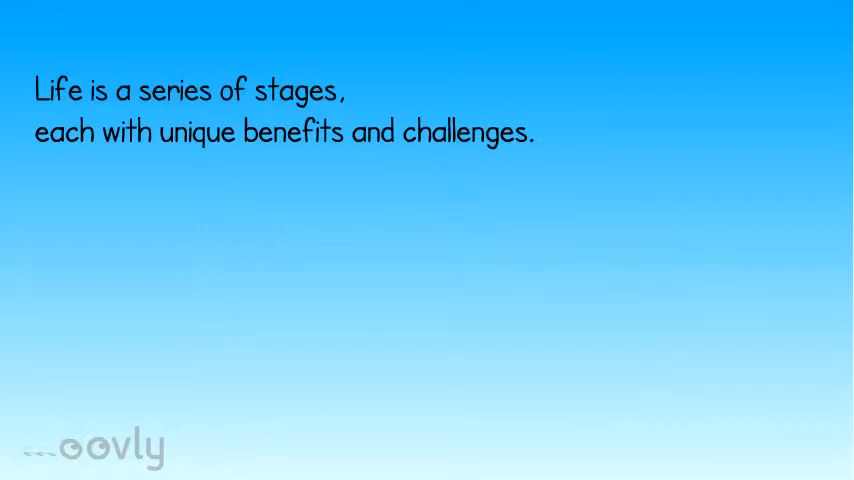 Life is a series of stages,
each with unique benefits and challenges.
oovly